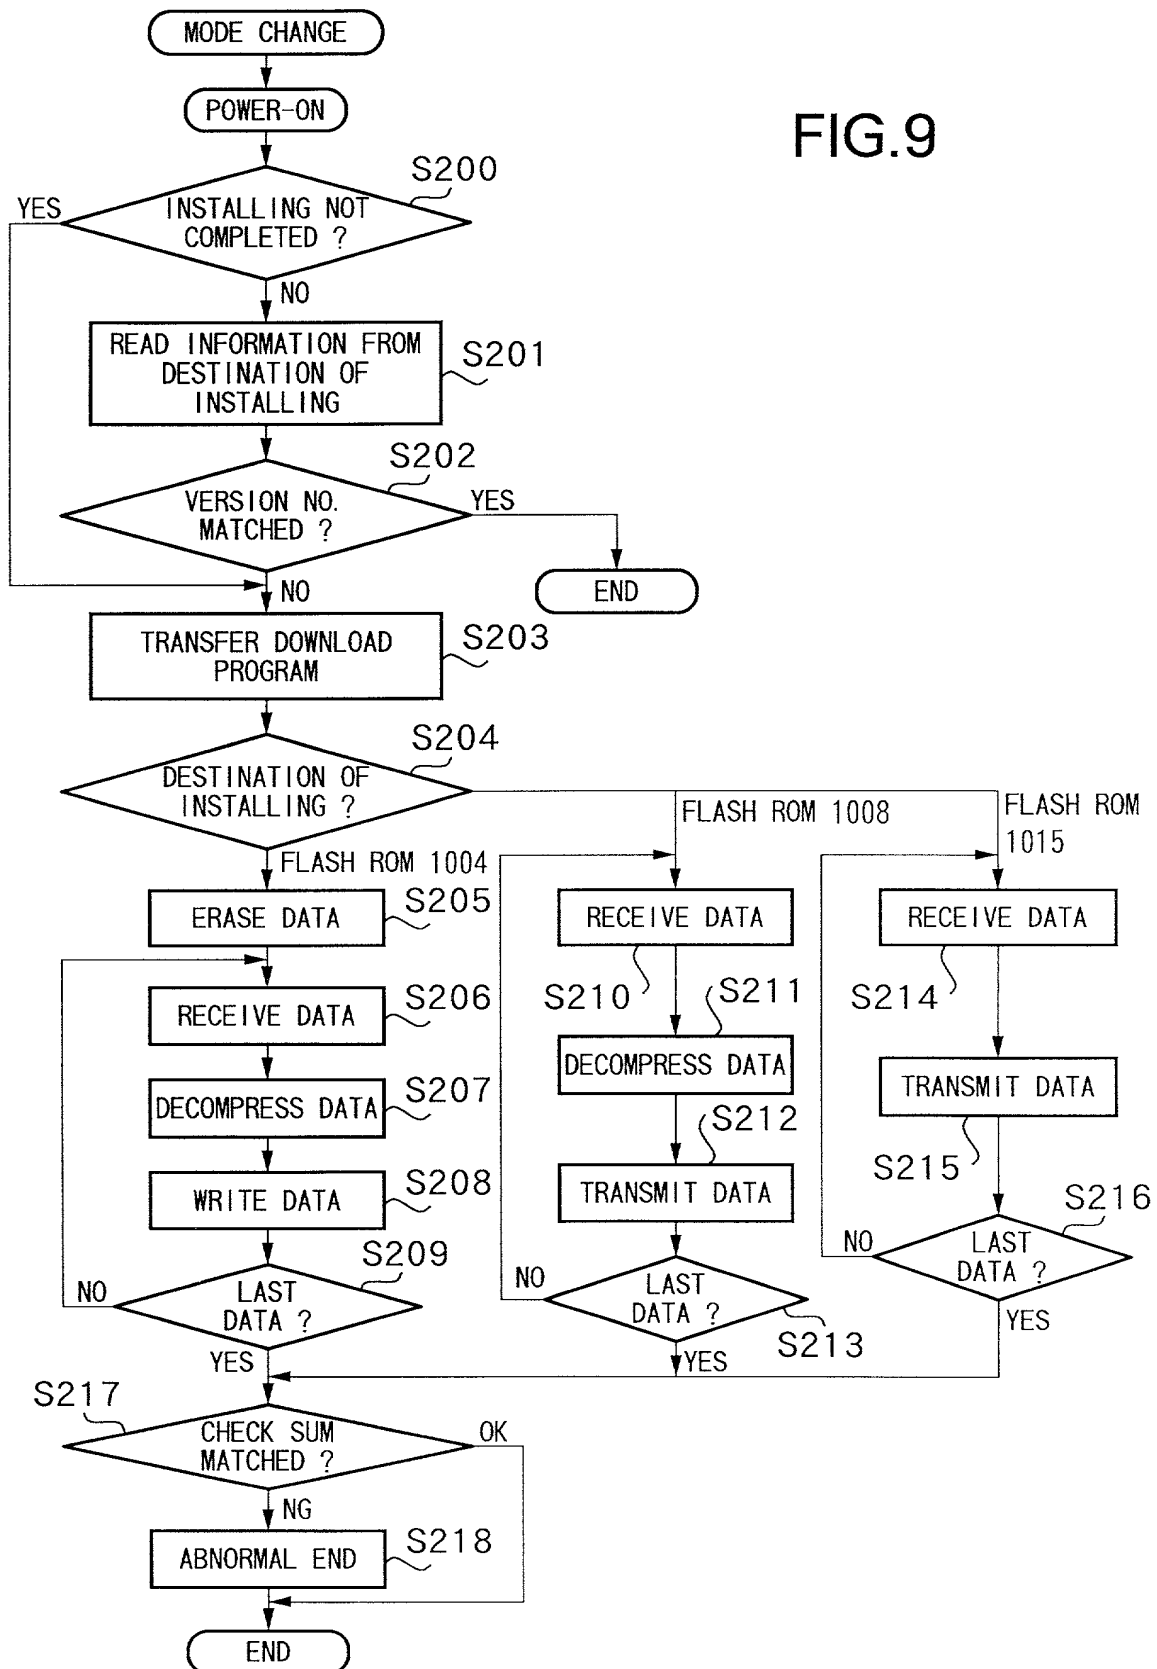 MODE CHANGE
POWER-ON
FIG.9
S200
YES
INSTALLING NOT
COMPLETED ?
NO
READ INFORMATION FROM
DESTINATION OF
INSTALLING
S201
S202
VERSION NO.
MATCHED ?
YES
END
NO
TRANSFER DOWNLOAD
PROGRAM
S203
S204
DESTINATION OF
INSTALLING ?
FLASH ROM 1004
FLASH ROM 1008
FLASH ROM
1015
ERASE DATA
S205
RECEIVE DATA
S206
DECOMPRESS DATA
S207
WRITE DATA
S208
S209
LAST
DATA ?
NO
YES
RECEIVE DATA
S210
S211
DECOMPRESS DATA
S212
TRANSMIT DATA
NO
LAST
DATA ?
S213
YES
RECEIVE DATA
S214
TRANSMIT DATA
S215
S216
NO
LAST
DATA ?
YES
S217
CHECK SUM
MATCHED ?
OK
NG
ABNORMAL END
S218
END